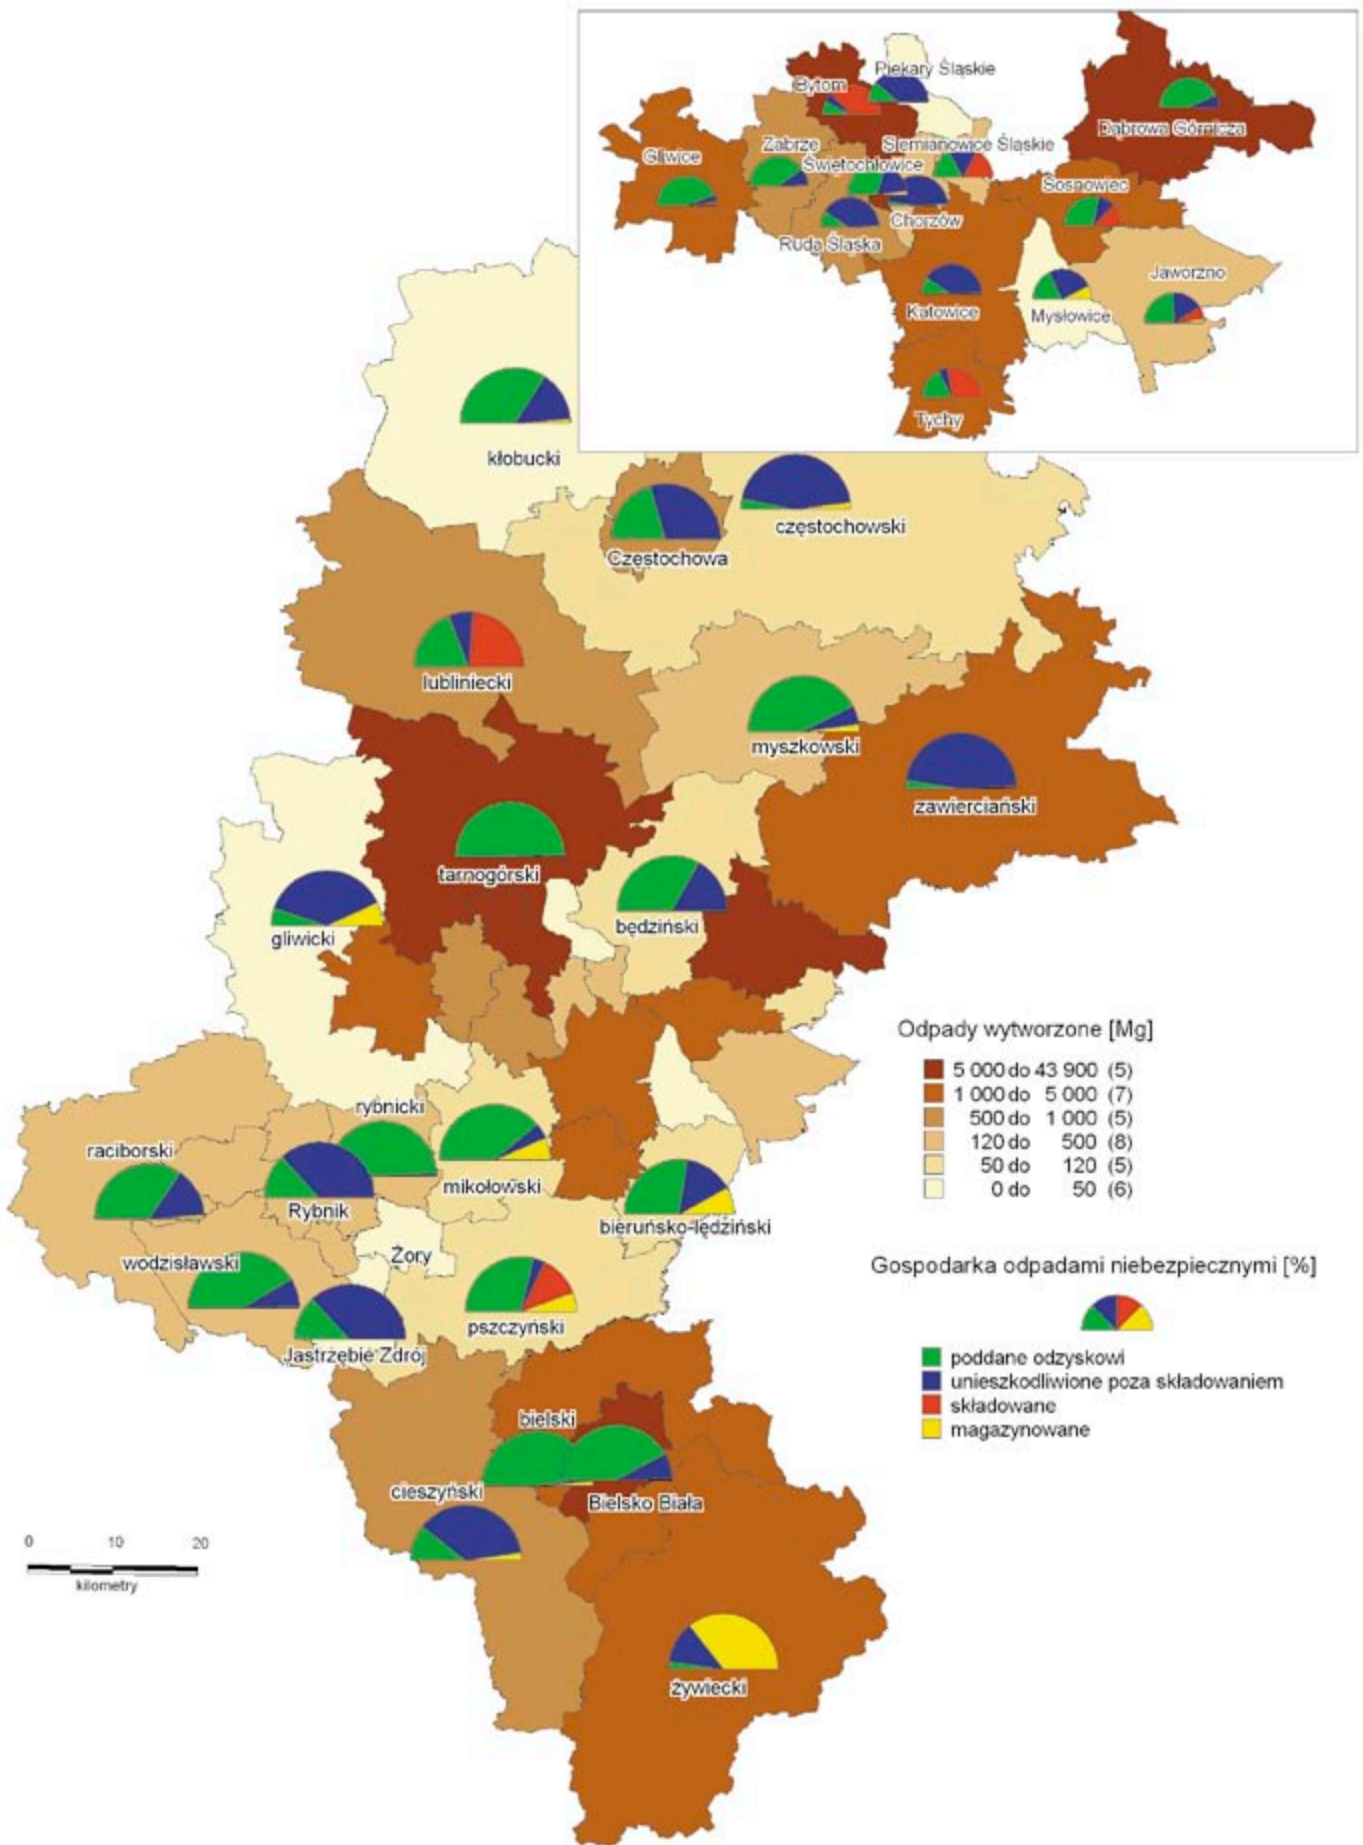 Piekary Śląskie
Bytom
Dąbrowa Górnicza
Zabrze
Siemianowice Śląskie
Gliwice
Świętochłowice
Sosnowiec
Chorzów
Ruda Śląska
Jaworzno
Katowice
Mysłowice
Tychy
kłobucki
częstochowski
Częstochowa
lubliniecki
myszkowski
zawierciański
tarnogórski
będziński
gliwicki
Odpady wytworzone [Mg]
5 000 do 43 900 (5)
1 000 do 5 000 (7)
500 do 1 000 (5)
120 do 500 (8)
50 do 120 (5)
0 do 50 (6)
rybnicki
raciborski
mikołowski
Rybnik
bieruńsko-lędziński
Żory
wodzisławski
Gospodarka odpadami niebezpiecznymi [%]
pszczyński
Jastrzębie Zdrój
poddane odzyskowi
unieszkodliwione poza składowaniem
składowane
magazynowane
bielski
cieszyński
Bielsko Biała
0 10 20
kilometry
żywiecki